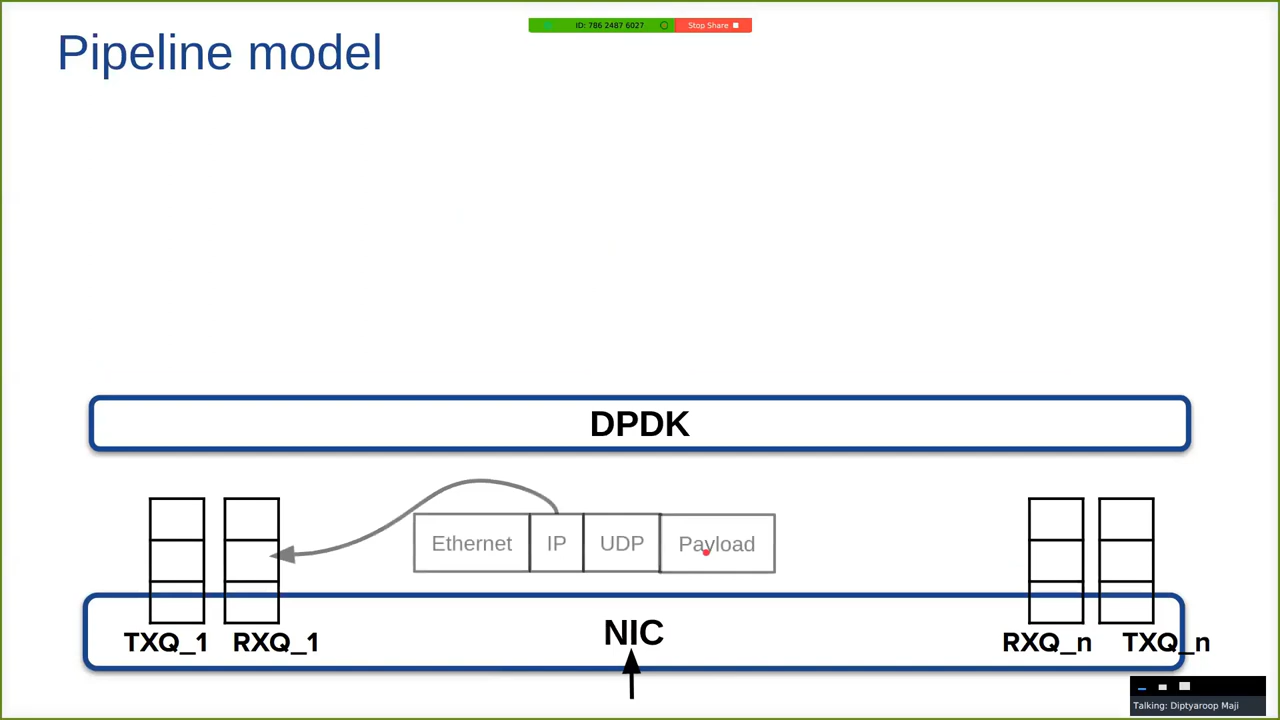 ID: 786 2487 6027
Stop Share
Pipeline model
DPDK
Ethernet
IP
UDP
Payload
NIC
TXQ_1
RXQ_1
RXQ_n
TXQ_n
Talking: Diptyaroop Maji